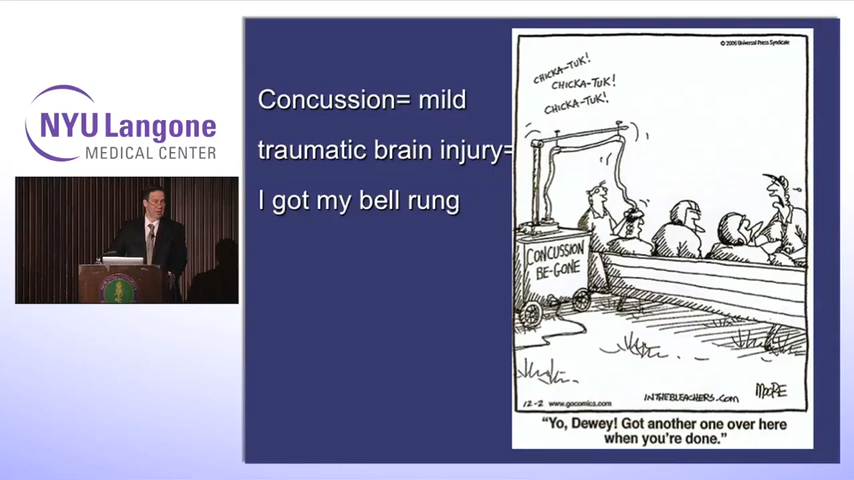 NYU Langone
MEDICAL CENTER
Concussion= mild
traumatic brain injury=
I got my bell rung
© 2006 Universal Press Syndicate
CHICKA-TUK!
CHICKA-TUK!
CHICKA-TUK!
CONCUSSION
BE-GONE
12-2 www.gocomics.com
INTHEBLEACHERS.COM
MOORE
"Yo, Dewey! Got another one over here
when you're done."